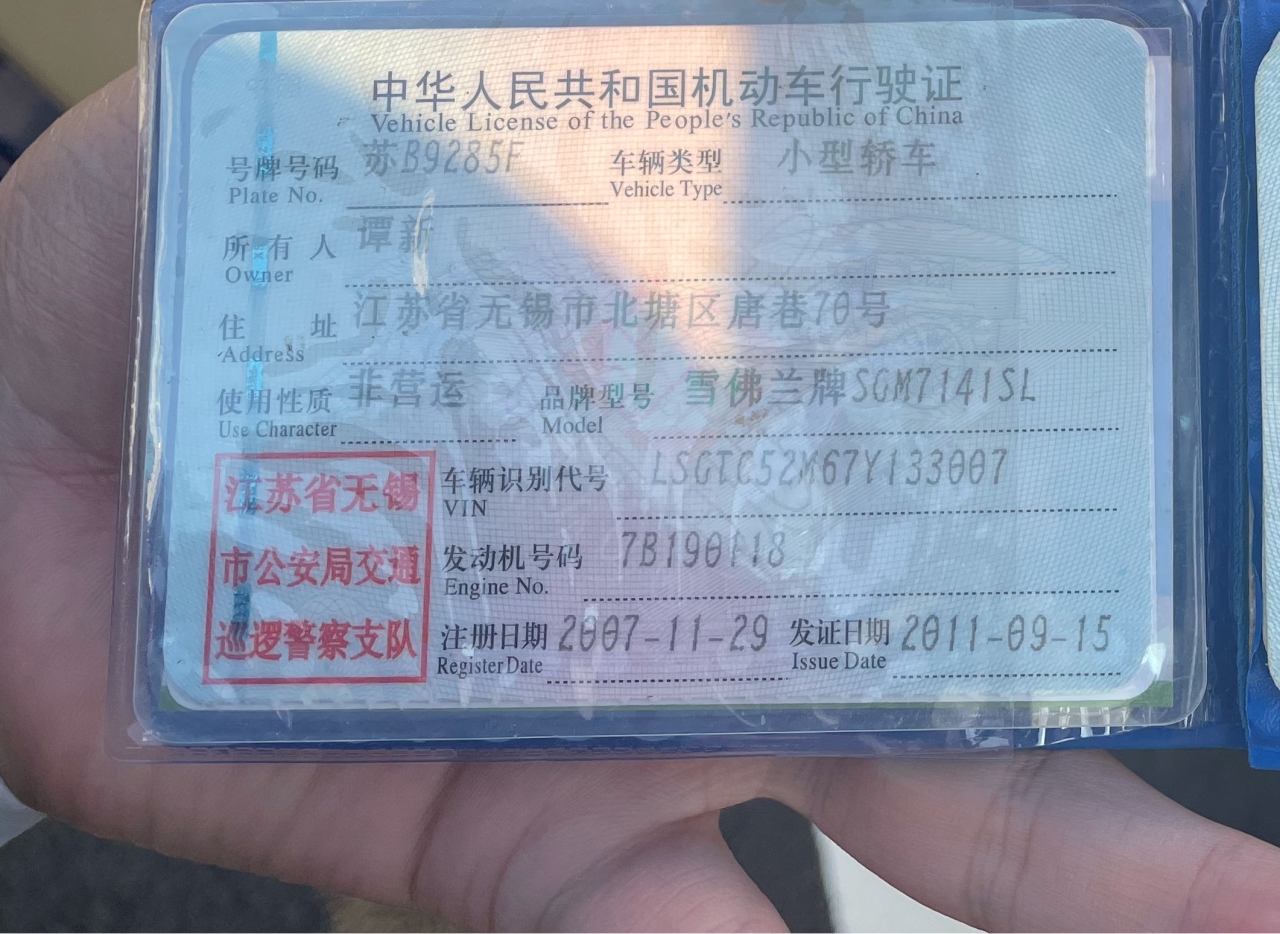 中华人民共和国机动车行驶证
Vehicle License of the People's Republic of China
号牌号码 苏B9285F 车辆类型 小型轿车
Plate No. Vehicle Type
所有人 谭新
Owner
住址 江苏省无锡市北塘区唐巷70号
Address
使用性质 非营运 品牌型号 雪佛兰牌SGM7141SL
Use Character Model
车辆识别代号 LSGTC52M67Y133007
VIN
发动机号码 7B190118
Engine No.
注册日期 2007-11-29 发证日期 2011-09-15
Register Date Issue Date
江苏省无锡
市公安局交通
巡逻警察支队